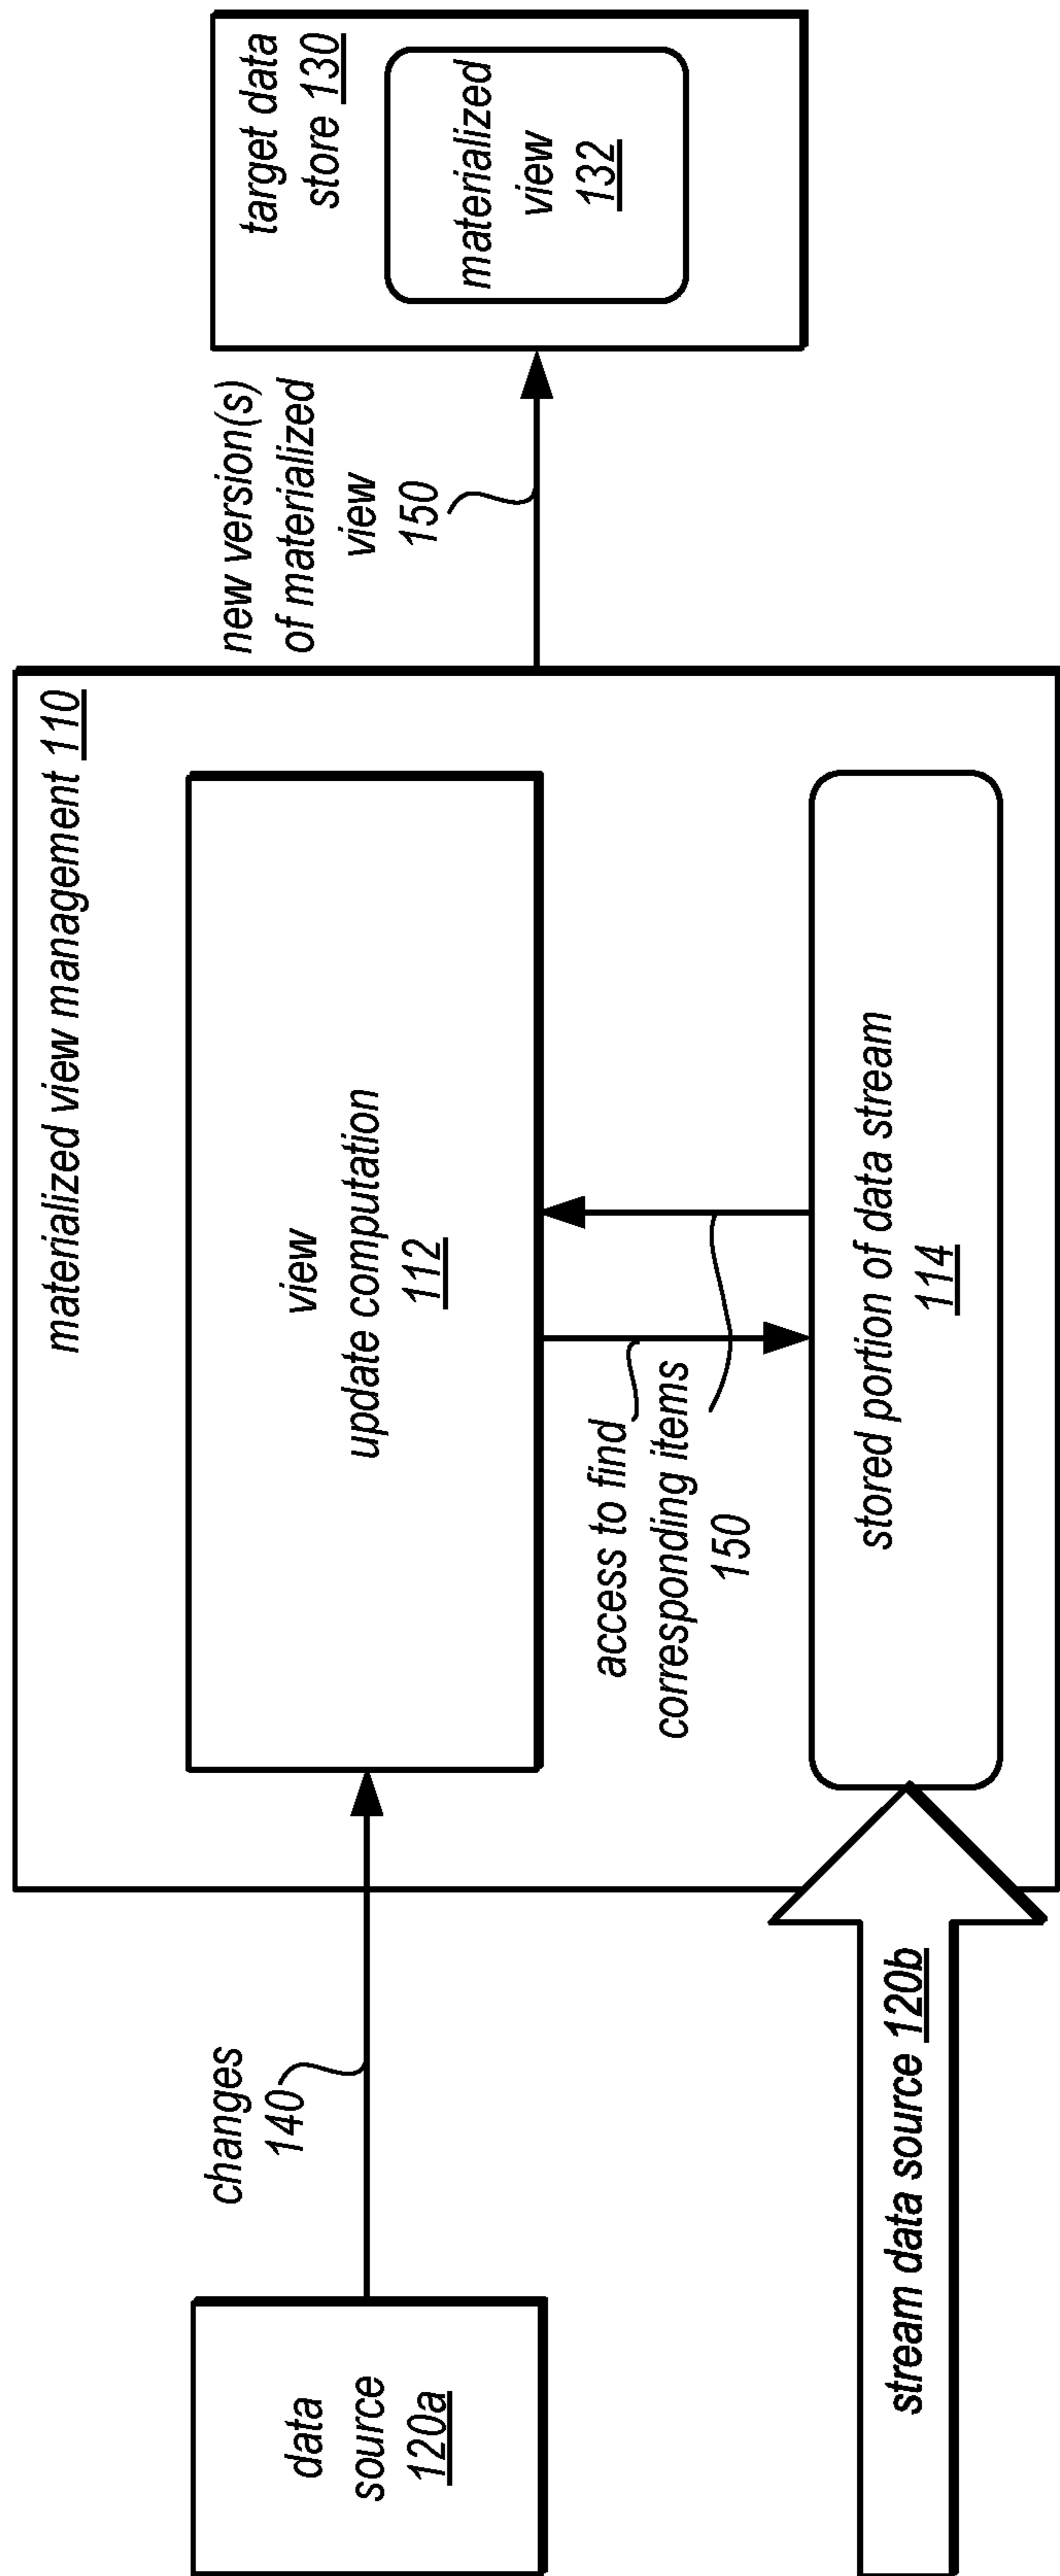 materialized view management 110
data
source
120a
changes
140
view
update computation
112
access to find
corresponding items
150
stored portion of data stream
114
stream data source 120b
new version(s)
of materialized
view
150
target data
store 130
materialized
view
132